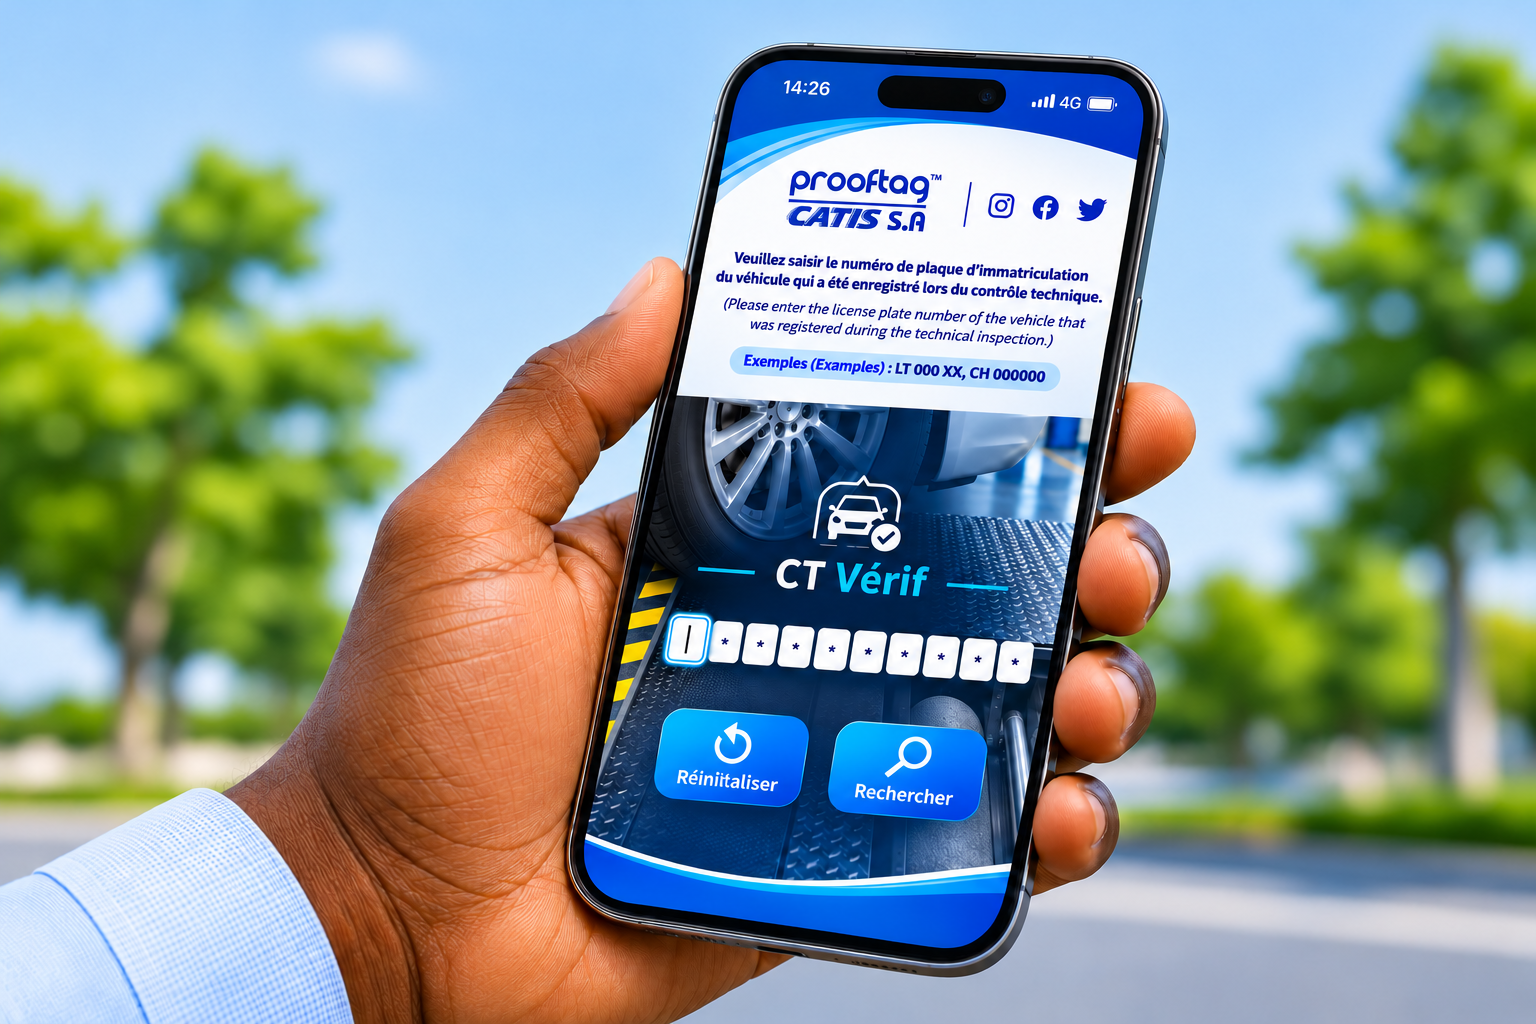 14:26
4G
prooftag™
CATIS S.A
Veuillez saisir le numéro de plaque d'immatriculation
du véhicule qui a été enregistré lors du contrôle technique.
(Please enter the license plate number of the vehicle that
was registered during the technical inspection.)
Exemples (Examples) : LT 000 XX, CH 000000
CT Vérif
| * * * * * * * * *
Réinitialiser
Rechercher